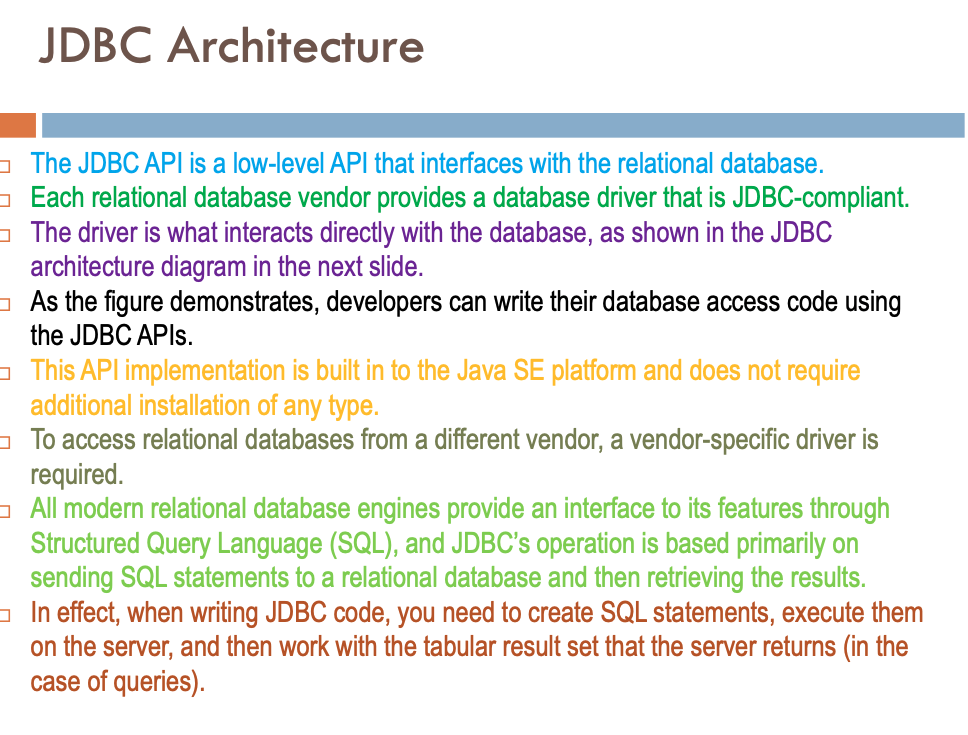 JDBC Architecture
The JDBC API is a low-level API that interfaces with the relational database.
Each relational database vendor provides a database driver that is JDBC-compliant.
The driver is what interacts directly with the database, as shown in the JDBC
architecture diagram in the next slide.
As the figure demonstrates, developers can write their database access code using
the JDBC APIs.
This API implementation is built in to the Java SE platform and does not require
additional installation of any type.
To access relational databases from a different vendor, a vendor-specific driver is
required.
All modern relational database engines provide an interface to its features through
Structured Query Language (SQL), and JDBC’s operation is based primarily on
sending SQL statements to a relational database and then retrieving the results.
In effect, when writing JDBC code, you need to create SQL statements, execute them
on the server, and then work with the tabular result set that the server returns (in the
case of queries).